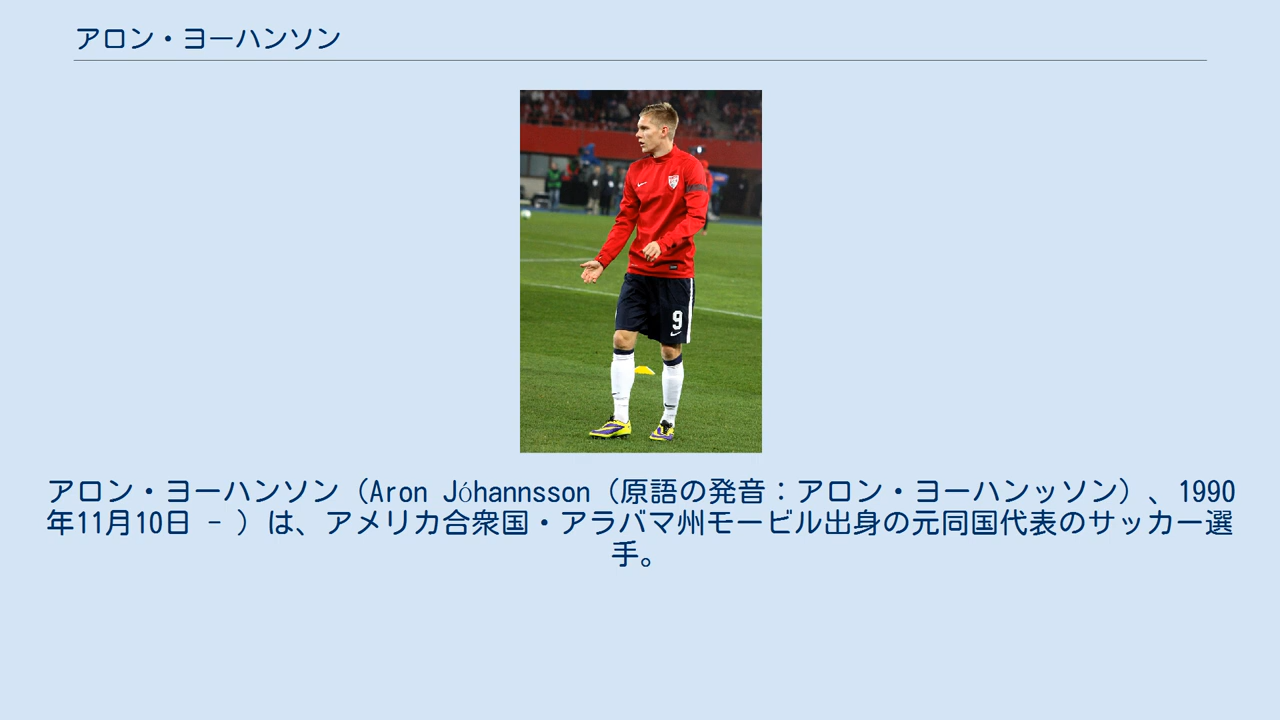 アロン・ヨーハンソン
9
アロン・ヨーハンソン（Aron Jóhannsson（原語の発音：アロン・ヨーハンッソン）、1990
年11月10日 - ）は、アメリカ合衆国・アラバマ州モービル出身の元同国代表のサッカー選
手。